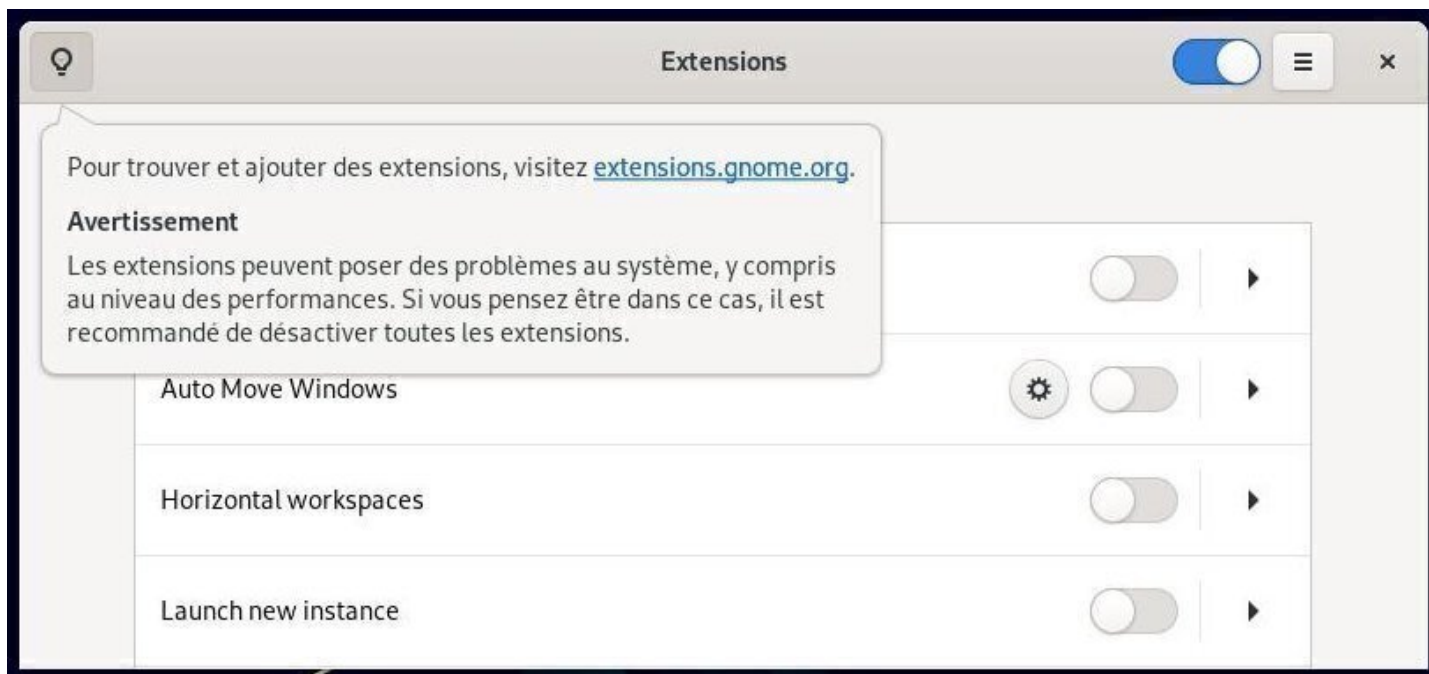 Extensions
Pour trouver et ajouter des extensions, visitez extensions.gnome.org.
Avertissement
Les extensions peuvent poser des problèmes au système, y compris
au niveau des performances. Si vous pensez être dans ce cas, il est
recommandé de désactiver toutes les extensions.
Auto Move Windows
Horizontal workspaces
Launch new instance